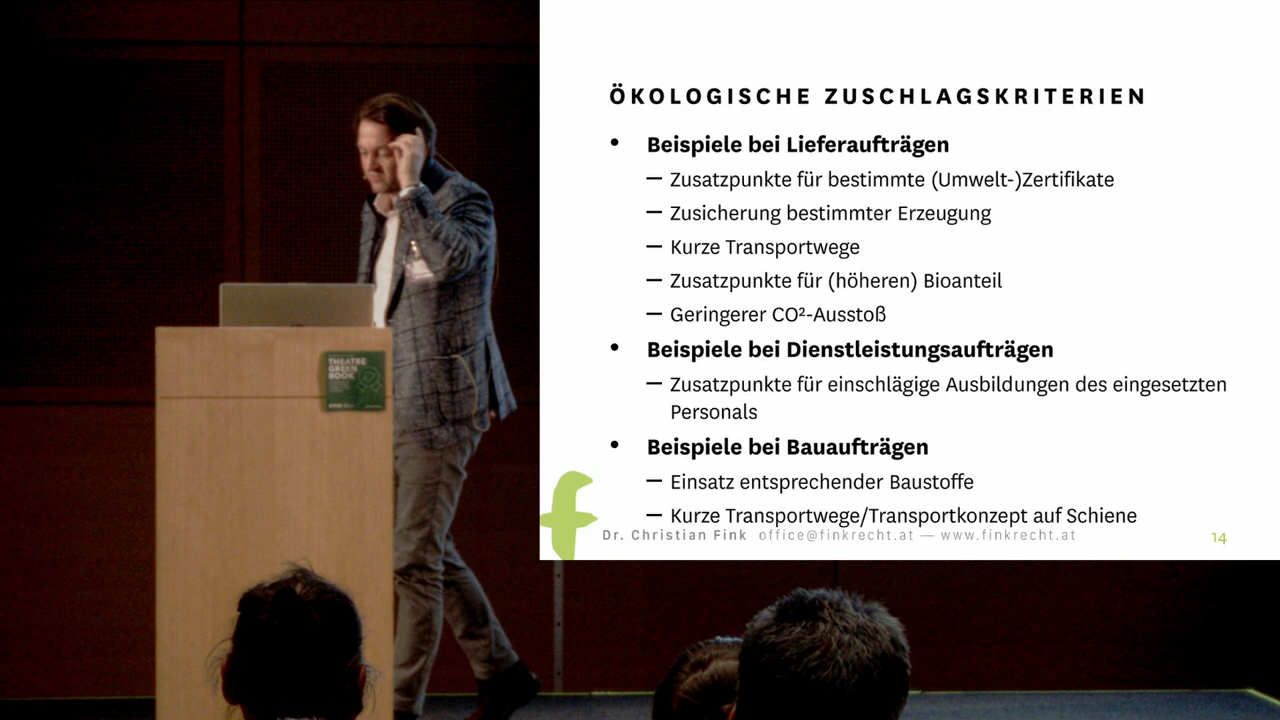 ÖKOLOGISCHE ZUSCHLAGSKRITERIEN
• Beispiele bei Lieferaufträgen
— Zusatzpunkte für bestimmte (Umwelt-)Zertifikate
— Zusicherung bestimmter Erzeugung
— Kurze Transportwege
— Zusatzpunkte für (höheren) Bioanteil
— Geringerer CO²-Ausstoß
• Beispiele bei Dienstleistungsaufträgen
— Zusatzpunkte für einschlägige Ausbildungen des eingesetzten
Personals
• Beispiele bei Bauaufträgen
— Einsatz entsprechender Baustoffe
— Kurze Transportwege/Transportkonzept auf Schiene
f
Dr. Christian Fink office@finkrecht.at — www.finkrecht.at
14
THEATRE
GREEN
BOOK